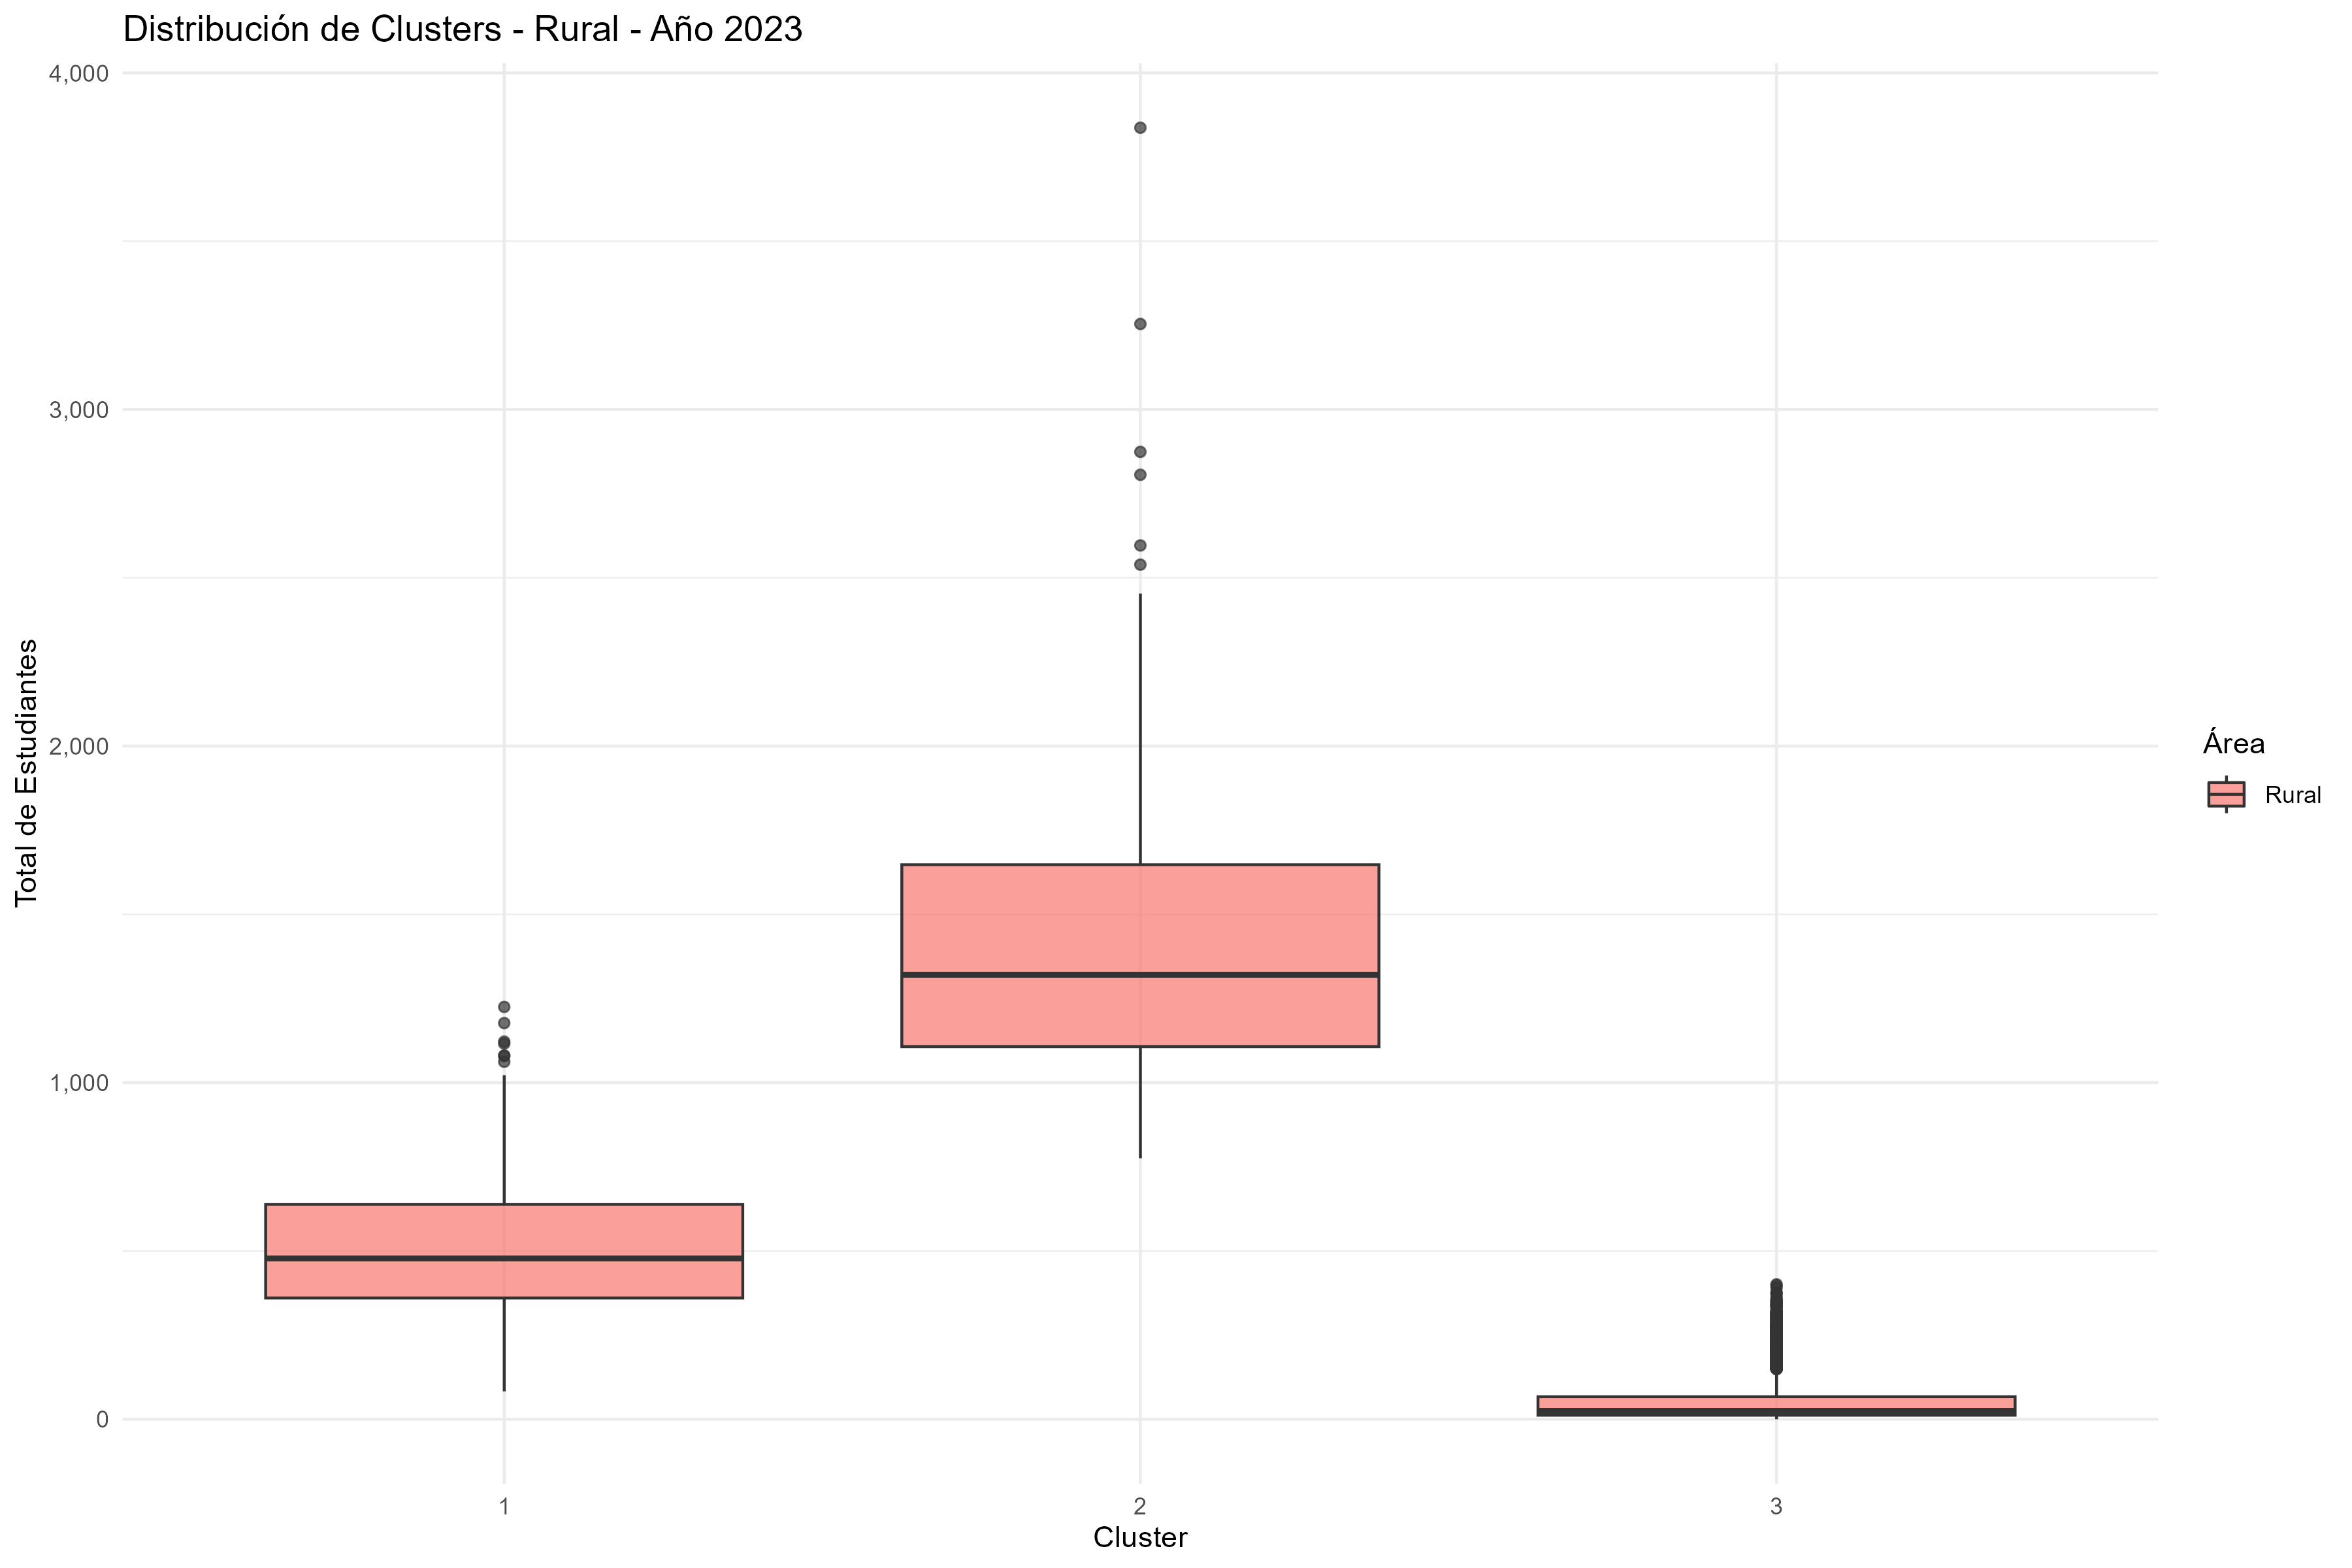 Distribución de Clusters - Rural - Año 2023
Total de Estudiantes
4,000
3,000
2,000
1,000
0
1
2
3
Cluster
Área
Rural